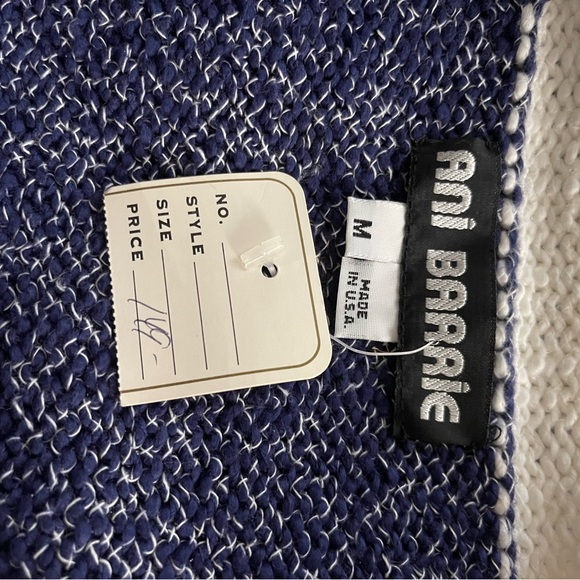 ANI BARRIE
M
MADE
IN U.S.A.
NO.
STYLE
SIZE
PRICE 149-